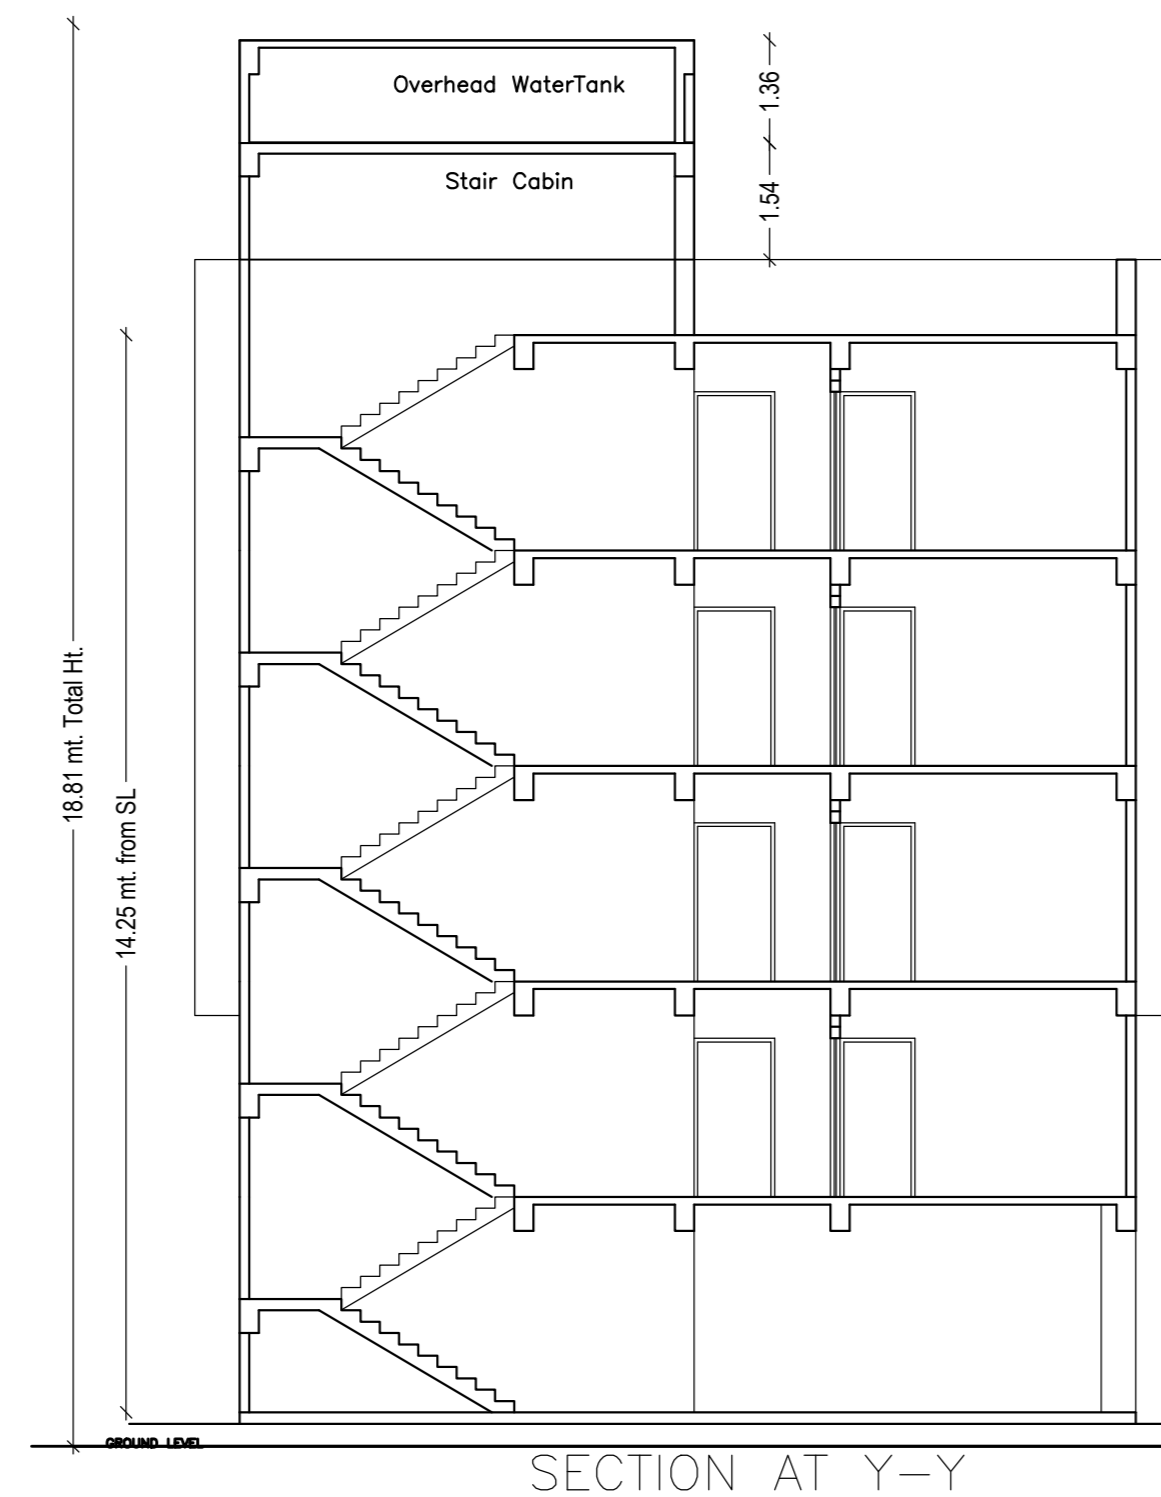 Overhead WaterTank
1.36
Stair Cabin
1.54
18.81 mt. Total Ht.
14.25 mt. from SL
GROUND LEVEL
SECTION AT Y-Y